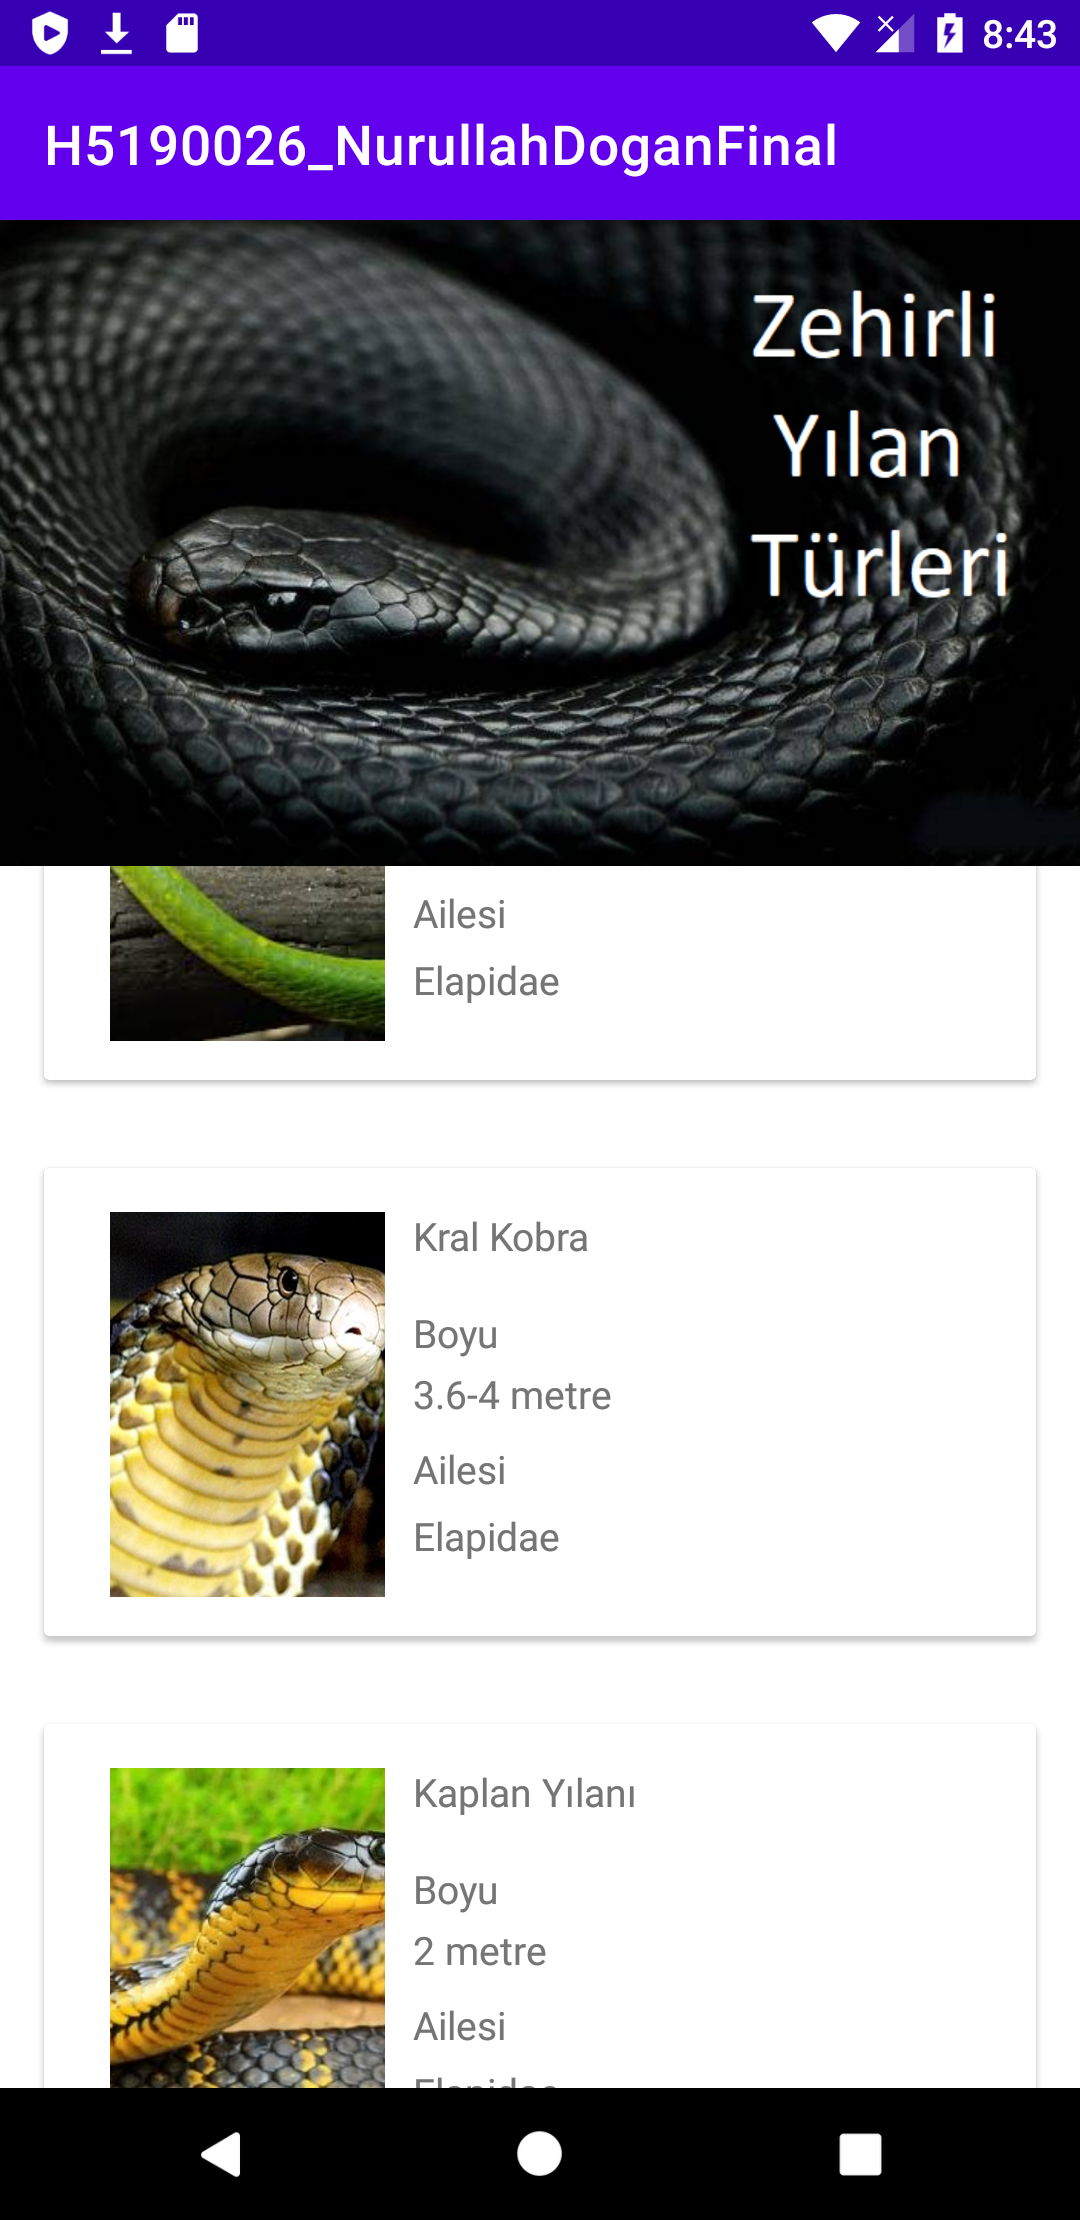 8:43
H5190026_NurullahDoganFinal
Zehirli
Yılan
Türleri
Ailesi
Elapidae
Kral Kobra
Boyu
3.6-4 metre
Ailesi
Elapidae
Kaplan Yılanı
Boyu
2 metre
Ailesi